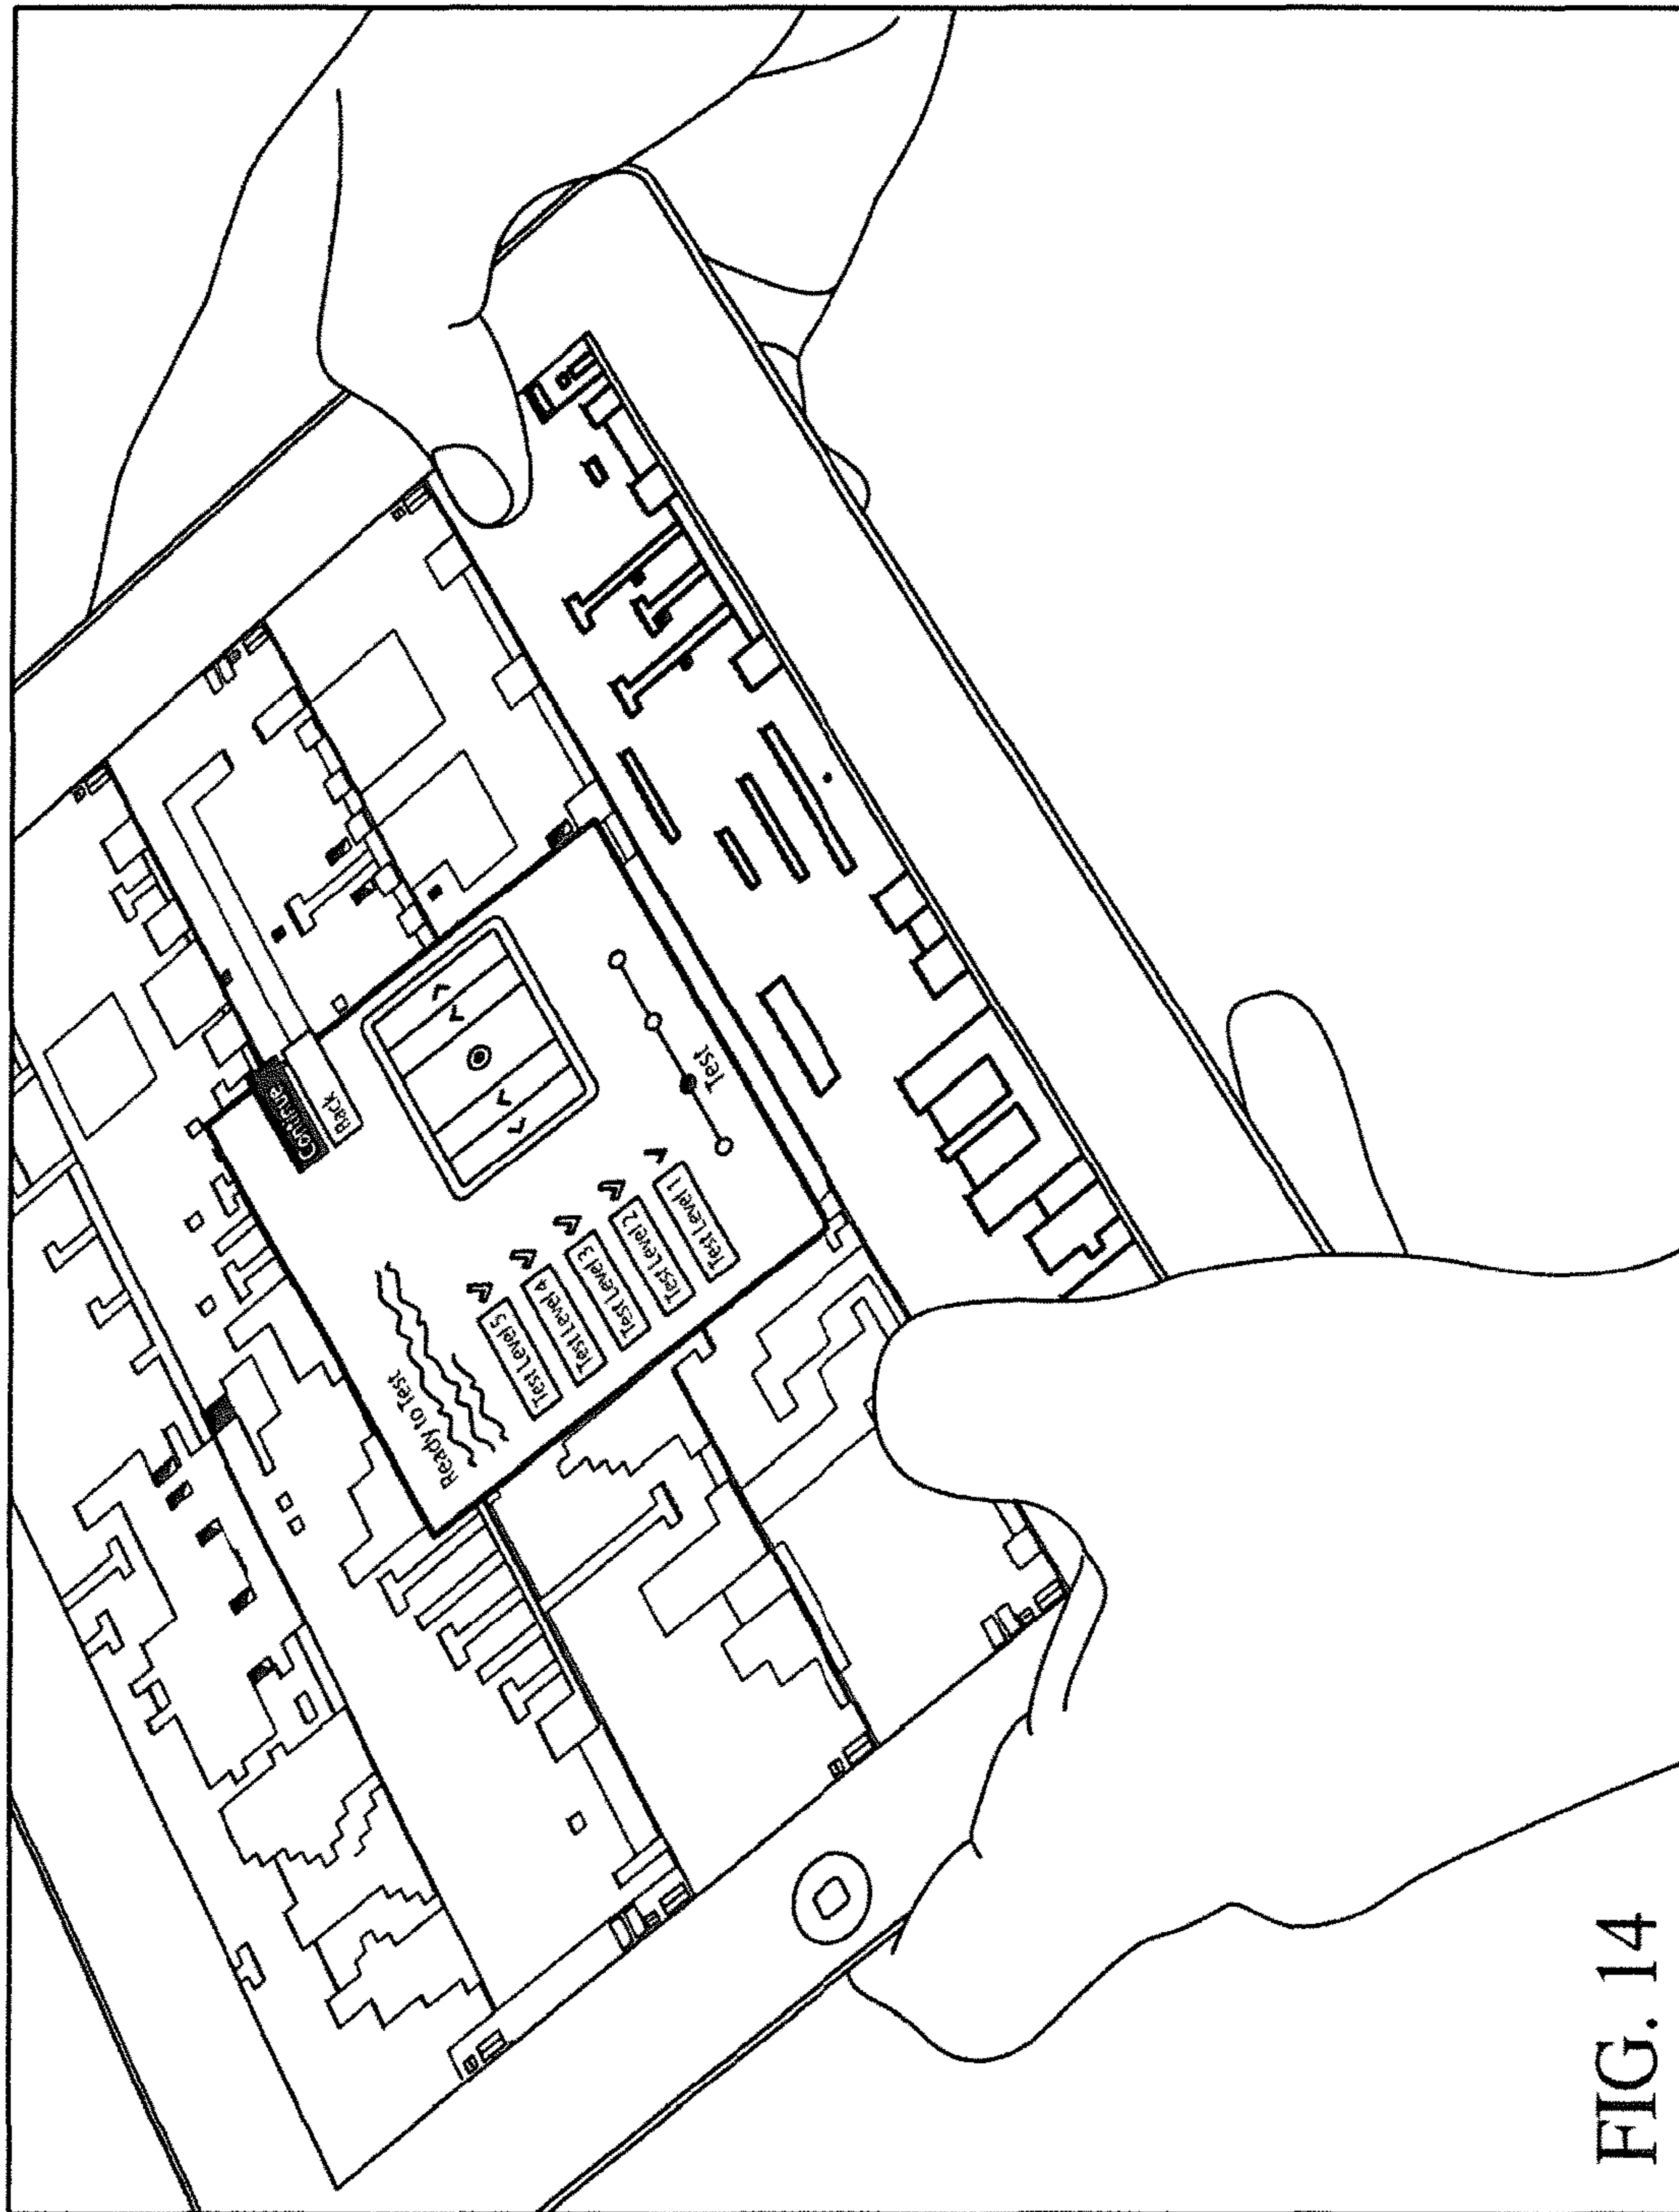 Ready to Test
Continue
Back
Test Level 5
Test Level 4
Test Level 3
Test Level 2
Test Level 1
Test
FIG. 14